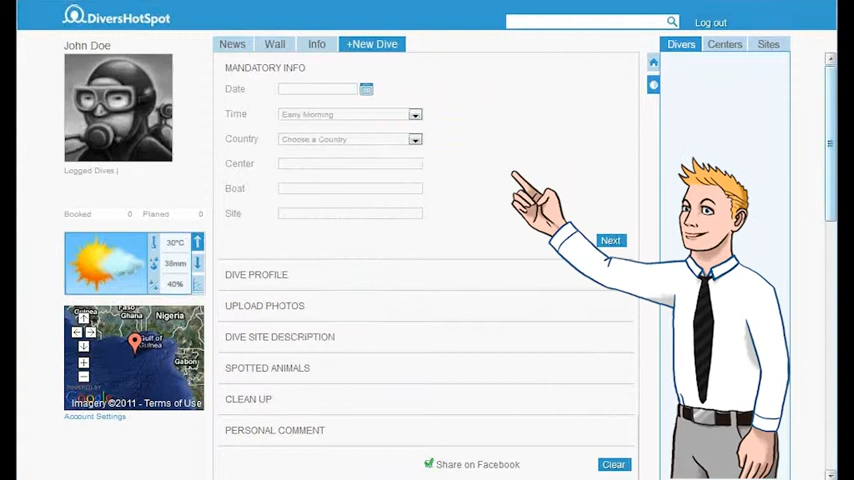 DiversHotSpot
Log out
John Doe
News Wall Info +New Dive
Divers Centers Sites
MANDATORY INFO
Date
Time Early Morning
Country Choose a Country
Center
Boat
Site
Logged Dives |
Booked 0 Planed 0
Next
30°C
38mm
40%
DIVE PROFILE
UPLOAD PHOTOS
DIVE SITE DESCRIPTION
SPOTTED ANIMALS
CLEAN UP
PERSONAL COMMENT
Share on Facebook
Clear
Ghana Nigeria
Gulf of
Guinea
Gabon
POWERED BY
Google
Imagery ©2011 - Terms of Use
Account Settings